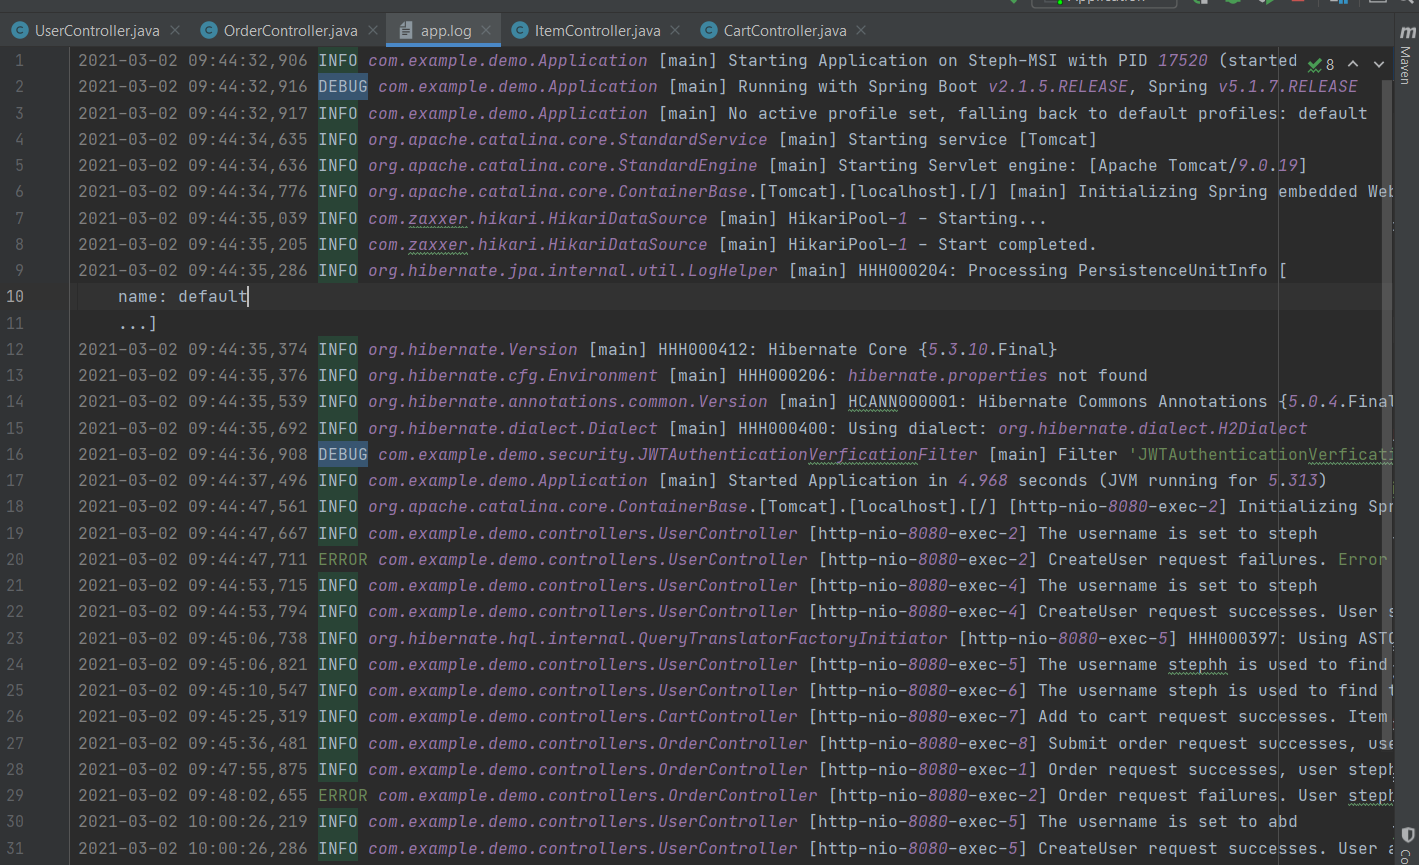 UserController.java OrderController.java app.log ItemController.java CartController.java
Maven
8
1 2021-03-02 09:44:32,906 INFO com.example.demo.Application [main] Starting Application on Steph-MSI with PID 17520 (started
2 2021-03-02 09:44:32,916 DEBUG com.example.demo.Application [main] Running with Spring Boot v2.1.5.RELEASE, Spring v5.1.7.RELEASE
3 2021-03-02 09:44:32,917 INFO com.example.demo.Application [main] No active profile set, falling back to default profiles: default
4 2021-03-02 09:44:34,635 INFO org.apache.catalina.core.StandardService [main] Starting service [Tomcat]
5 2021-03-02 09:44:34,636 INFO org.apache.catalina.core.StandardEngine [main] Starting Servlet engine: [Apache Tomcat/9.0.19]
6 2021-03-02 09:44:34,776 INFO org.apache.catalina.core.ContainerBase.[Tomcat].[localhost].[/] [main] Initializing Spring embedded Web
7 2021-03-02 09:44:35,039 INFO com.zaxxer.hikari.HikariDataSource [main] HikariPool-1 - Starting...
8 2021-03-02 09:44:35,205 INFO com.zaxxer.hikari.HikariDataSource [main] HikariPool-1 - Start completed.
9 2021-03-02 09:44:35,286 INFO org.hibernate.jpa.internal.util.LogHelper [main] HHH000204: Processing PersistenceUnitInfo [
10 name: default
11 ...]
12 2021-03-02 09:44:35,374 INFO org.hibernate.Version [main] HHH000412: Hibernate Core {5.3.10.Final}
13 2021-03-02 09:44:35,376 INFO org.hibernate.cfg.Environment [main] HHH000206: hibernate.properties not found
14 2021-03-02 09:44:35,539 INFO org.hibernate.annotations.common.Version [main] HCANN000001: Hibernate Commons Annotations {5.0.4.Final
15 2021-03-02 09:44:35,692 INFO org.hibernate.dialect.Dialect [main] HHH000400: Using dialect: org.hibernate.dialect.H2Dialect
16 2021-03-02 09:44:36,908 DEBUG com.example.demo.security.JWTAuthenticationVerficationFilter [main] Filter 'JWTAuthenticationVerficati
17 2021-03-02 09:44:37,496 INFO com.example.demo.Application [main] Started Application in 4.968 seconds (JVM running for 5.313)
18 2021-03-02 09:44:47,561 INFO org.apache.catalina.core.ContainerBase.[Tomcat].[localhost].[/] [http-nio-8080-exec-2] Initializing Spr
19 2021-03-02 09:44:47,667 INFO com.example.demo.controllers.UserController [http-nio-8080-exec-2] The username is set to steph
20 2021-03-02 09:44:47,711 ERROR com.example.demo.controllers.UserController [http-nio-8080-exec-2] CreateUser request failures. Error
21 2021-03-02 09:44:53,715 INFO com.example.demo.controllers.UserController [http-nio-8080-exec-4] The username is set to steph
22 2021-03-02 09:44:53,794 INFO com.example.demo.controllers.UserController [http-nio-8080-exec-4] CreateUser request successes. User s
23 2021-03-02 09:45:06,738 INFO org.hibernate.hql.internal.QueryTranslatorFactoryInitiator [http-nio-8080-exec-5] HHH000397: Using ASTQ
24 2021-03-02 09:45:06,821 INFO com.example.demo.controllers.UserController [http-nio-8080-exec-5] The username stephh is used to find
25 2021-03-02 09:45:10,547 INFO com.example.demo.controllers.UserController [http-nio-8080-exec-6] The username steph is used to find t
26 2021-03-02 09:45:25,319 INFO com.example.demo.controllers.CartController [http-nio-8080-exec-7] Add to cart request successes. Item
27 2021-03-02 09:45:36,481 INFO com.example.demo.controllers.OrderController [http-nio-8080-exec-8] Submit order request successes, use
28 2021-03-02 09:47:55,875 INFO com.example.demo.controllers.OrderController [http-nio-8080-exec-1] Order request successes, user steph
29 2021-03-02 09:48:02,655 ERROR com.example.demo.controllers.OrderController [http-nio-8080-exec-2] Order request failures. User steph
30 2021-03-02 10:00:26,219 INFO com.example.demo.controllers.UserController [http-nio-8080-exec-5] The username is set to abd
31 2021-03-02 10:00:26,286 INFO com.example.demo.controllers.UserController [http-nio-8080-exec-5] CreateUser request successes. User a